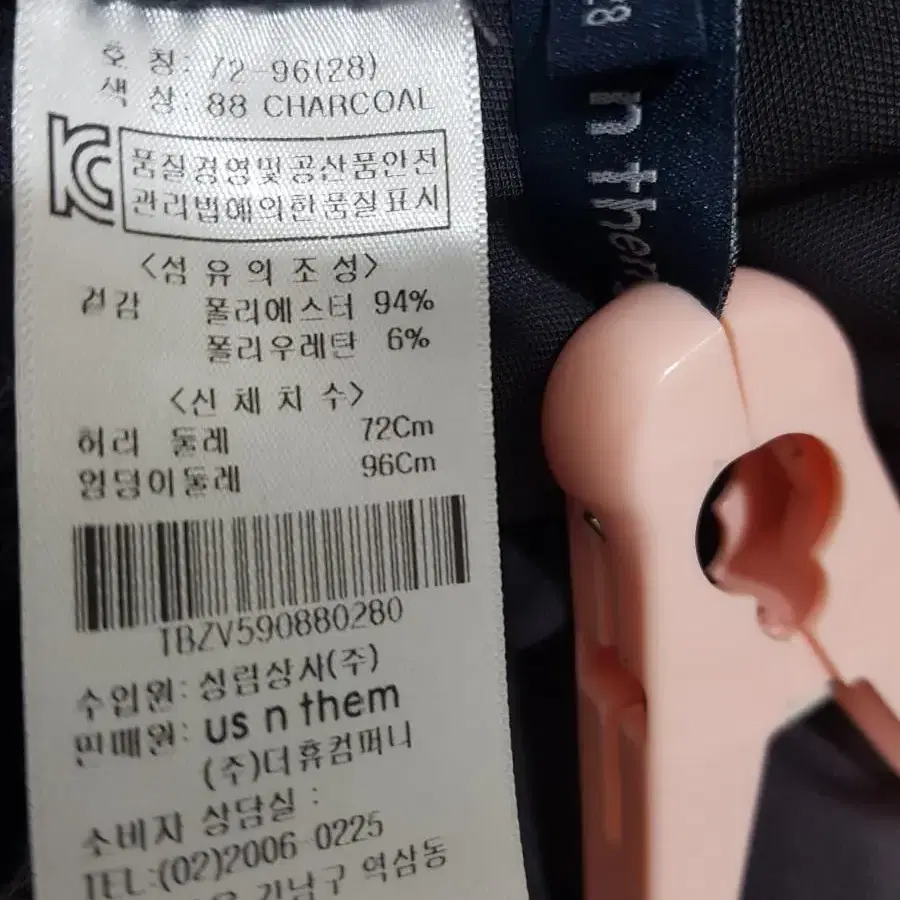 호 칭: 72-96(28)
색 상: 88 CHARCOAL
품질경영및공산품안전
관리법에의한품질표시
<섬 유 의 조 성>
겉감 폴리에스터 94%
폴리우레탄 6%
<신 체 치 수>
허리 둘레 72Cm
엉덩이둘레 96Cm
TBZV590880280
수입원: 성림상사(주)
판매원: us n them
(주)더휴컴퍼니
소비자 상담실 :
TEL:(02)2006-0225
강남구 역삼동
28
n them